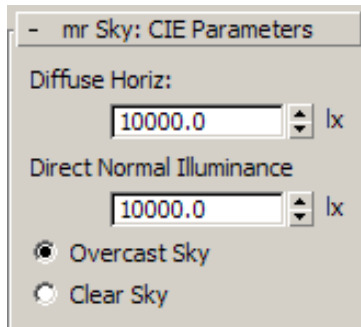 - mr Sky: CIE Parameters
Diffuse Horiz:
10000.0 lx
Direct Normal Illuminance
10000.0 lx
Overcast Sky
Clear Sky